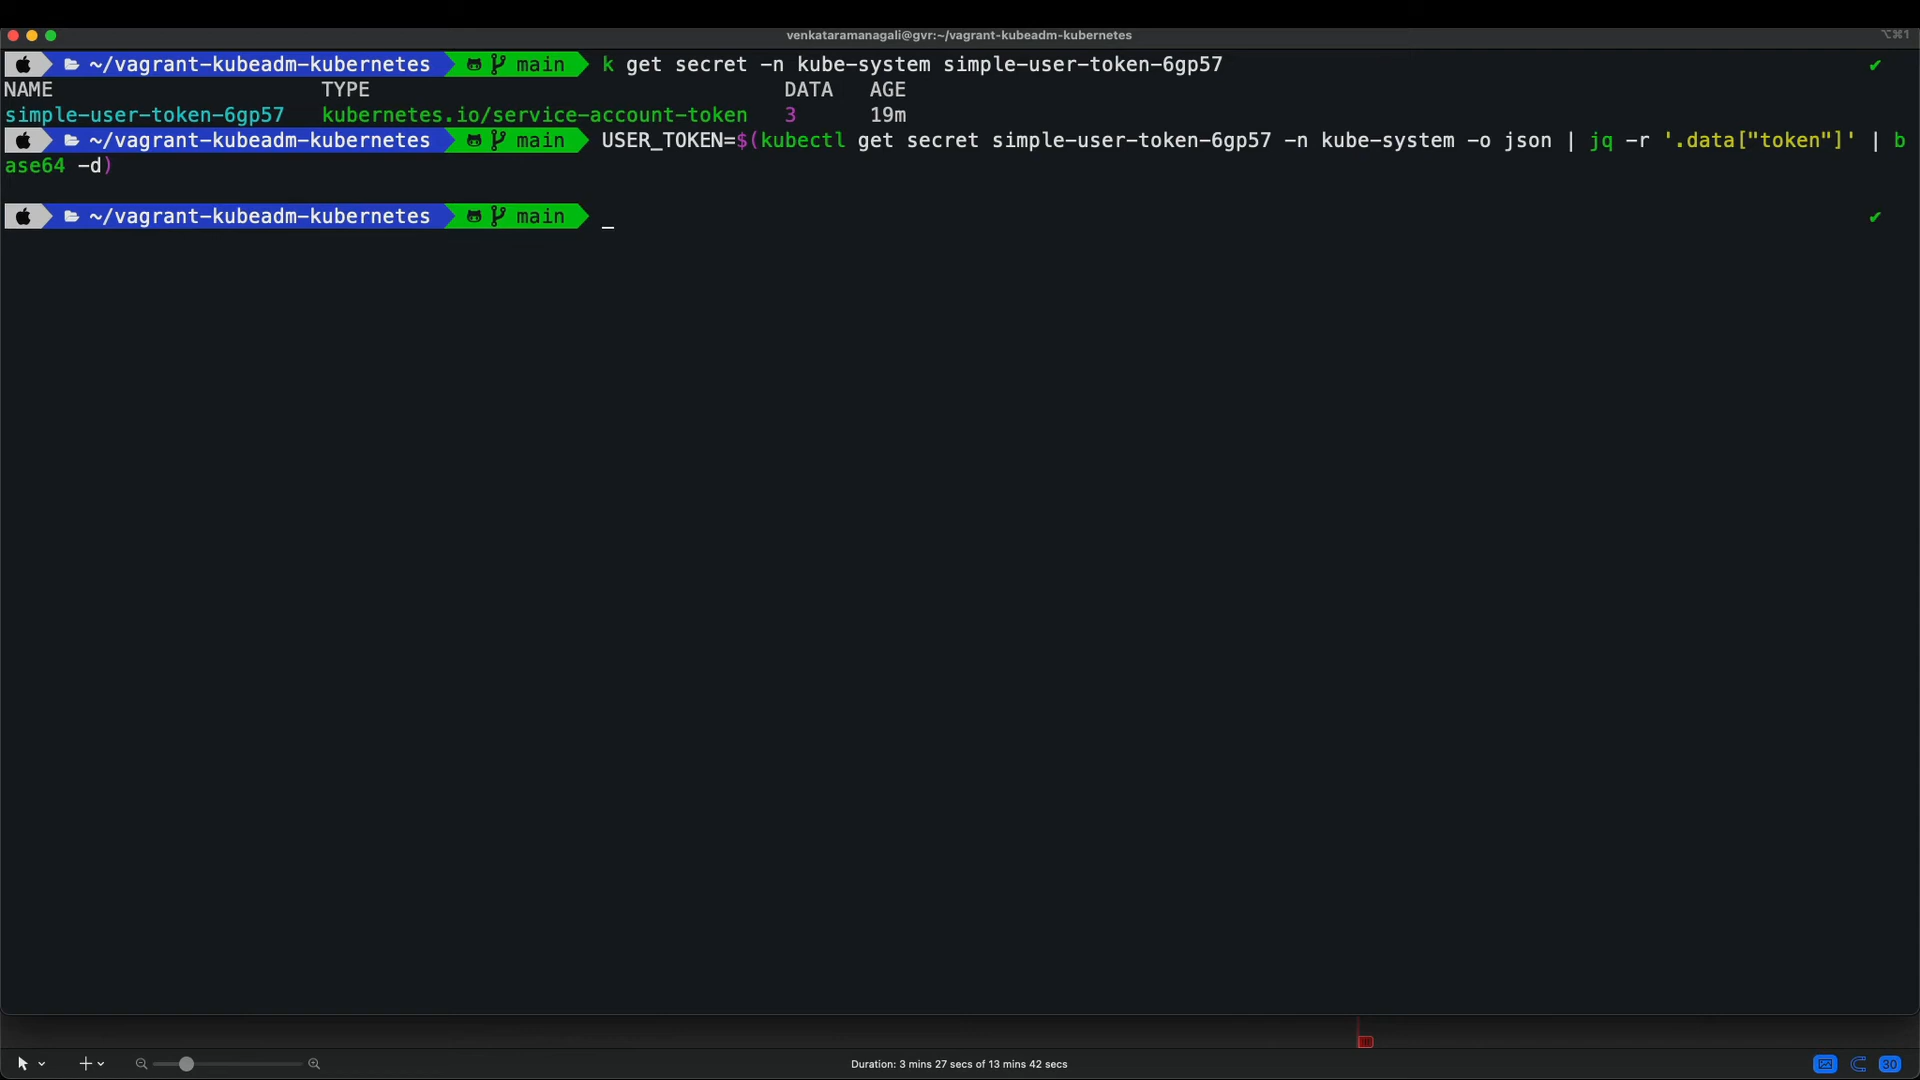 venkataramanagali@gvr:~/vagrant-kubeadm-kubernetes
⌥⌘1
~/vagrant-kubeadm-kubernetes main k get secret -n kube-system simple-user-token-6gp57 ✔
NAME TYPE DATA AGE
simple-user-token-6gp57 kubernetes.io/service-account-token 3 19m
~/vagrant-kubeadm-kubernetes main USER_TOKEN=$(kubectl get secret simple-user-token-6gp57 -n kube-system -o json | jq -r '.data["token"]' | b
ase64 -d)
~/vagrant-kubeadm-kubernetes main _ ✔
Duration: 3 mins 27 secs of 13 mins 42 secs
30